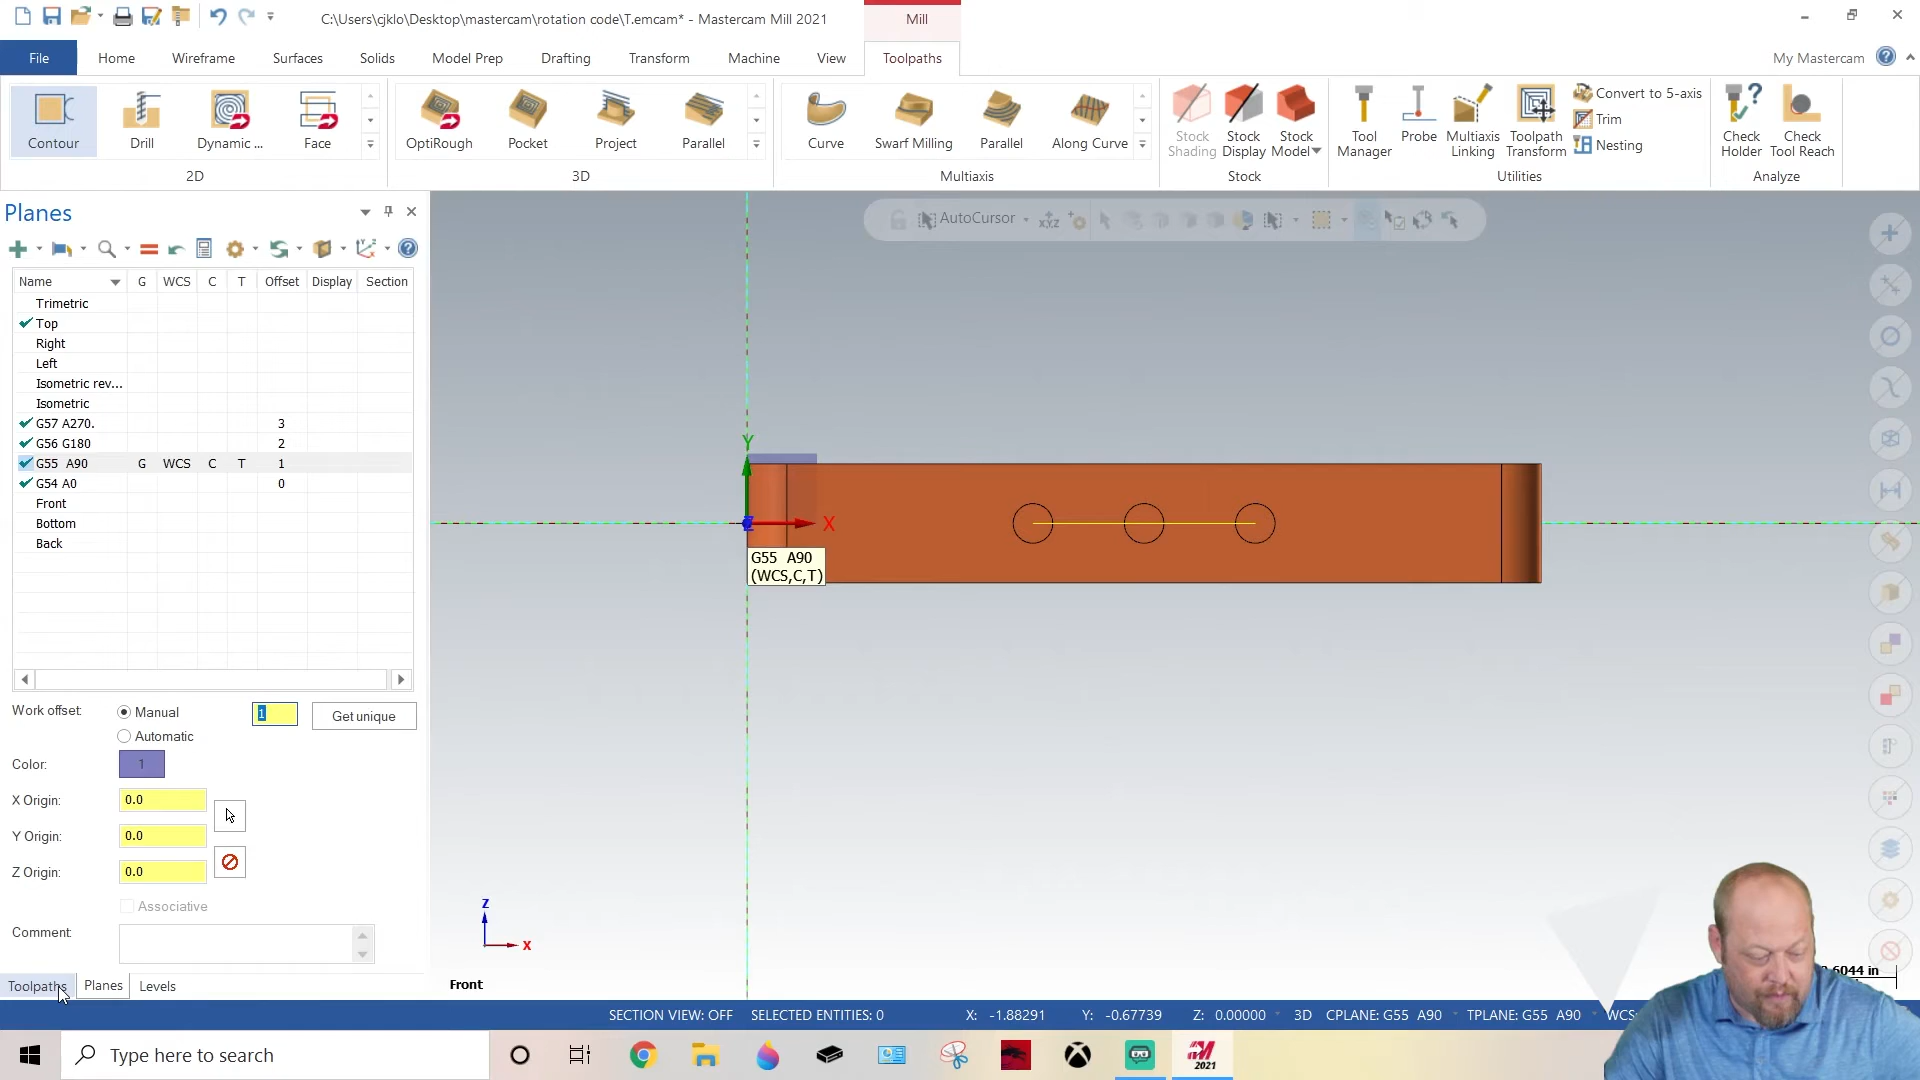 C:\Users\cjklo\Desktop\mastercam\rotation code\T.emcam* - Mastercam Mill 2021
Mill
File
Home
Wireframe
Surfaces
Solids
Model Prep
Drafting
Transform
Machine
View
Toolpaths
My Mastercam
Contour
Drill
Dynamic ...
Face
2D
OptiRough
Pocket
Project
Parallel
3D
Curve
Swarf Milling
Parallel
Along Curve
Multiaxis
Stock Shading
Stock Display
Stock Model
Stock
Tool Manager
Probe
Multiaxis Linking
Toolpath Transform
Convert to 5-axis
Trim
Nesting
Utilities
Check Holder
Check Tool Reach
Analyze
Planes
AutoCursor
Name G WCS C T Offset Display Section
Trimetric
Top
Right
Left
Isometric rev...
Isometric
G57 A270. 3
G56 G180 2
G55 A90 G WCS C T 1
G54 A0 0
Front
Bottom
Back
Work offset: Manual 1 Get unique
Automatic
Color: 1
X Origin: 0.0
Y Origin: 0.0
Z Origin: 0.0
Associative
Comment:
Toolpaths
Planes
Levels
Y
Z
X
G55 A90
(WCS,C,T)
Z
X
Front
6044 in
SECTION VIEW: OFF SELECTED ENTITIES: 0 X: -1.88291 Y: -0.67739 Z: 0.00000 3D CPLANE: G55 A90 TPLANE: G55 A90 WCS:
Type here to search
2021